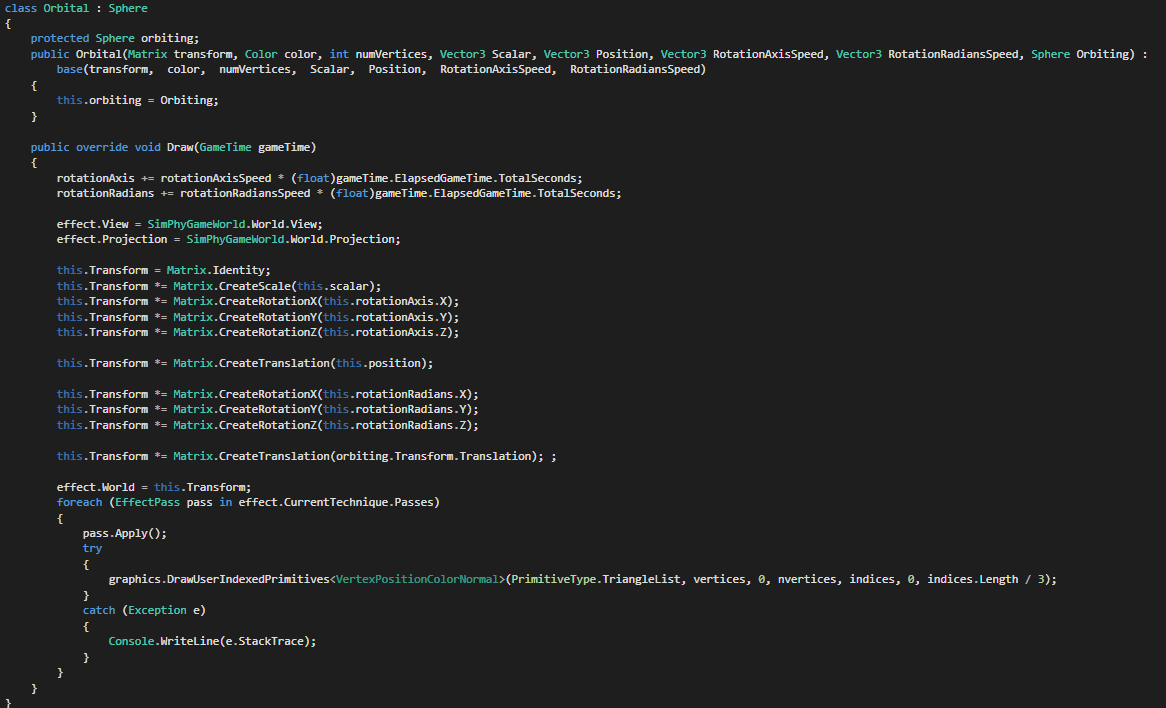 class Orbital : Sphere
{
    protected Sphere orbiting;
    public Orbital(Matrix transform, Color color, int numVertices, Vector3 Scalar, Vector3 Position, Vector3 RotationAxisSpeed, Vector3 RotationRadiansSpeed, Sphere Orbiting) :
        base(transform,  color,  numVertices,  Scalar,  Position,  RotationAxisSpeed,  RotationRadiansSpeed)
    {
        this.orbiting = Orbiting;
    }

    public override void Draw(GameTime gameTime)
    {
        rotationAxis += rotationAxisSpeed * (float)gameTime.ElapsedGameTime.TotalSeconds;
        rotationRadians += rotationRadiansSpeed * (float)gameTime.ElapsedGameTime.TotalSeconds;

        effect.View = SimPhyGameWorld.World.View;
        effect.Projection = SimPhyGameWorld.World.Projection;

        this.Transform = Matrix.Identity;
        this.Transform *= Matrix.CreateScale(this.scalar);
        this.Transform *= Matrix.CreateRotationX(this.rotationAxis.X);
        this.Transform *= Matrix.CreateRotationY(this.rotationAxis.Y);
        this.Transform *= Matrix.CreateRotationZ(this.rotationAxis.Z);

        this.Transform *= Matrix.CreateTranslation(this.position);

        this.Transform *= Matrix.CreateRotationX(this.rotationRadians.X);
        this.Transform *= Matrix.CreateRotationY(this.rotationRadians.Y);
        this.Transform *= Matrix.CreateRotationZ(this.rotationRadians.Z);

        this.Transform *= Matrix.CreateTranslation(orbiting.Transform.Translation); ;

        effect.World = this.Transform;
        foreach (EffectPass pass in effect.CurrentTechnique.Passes)
        {
            pass.Apply();
            try
            {
                graphics.DrawUserIndexedPrimitives<VertexPositionColorNormal>(PrimitiveType.TriangleList, vertices, 0, nvertices, indices, 0, indices.Length / 3);
            }
            catch (Exception e)
            {
                Console.WriteLine(e.StackTrace);
            }
        }
    }
}